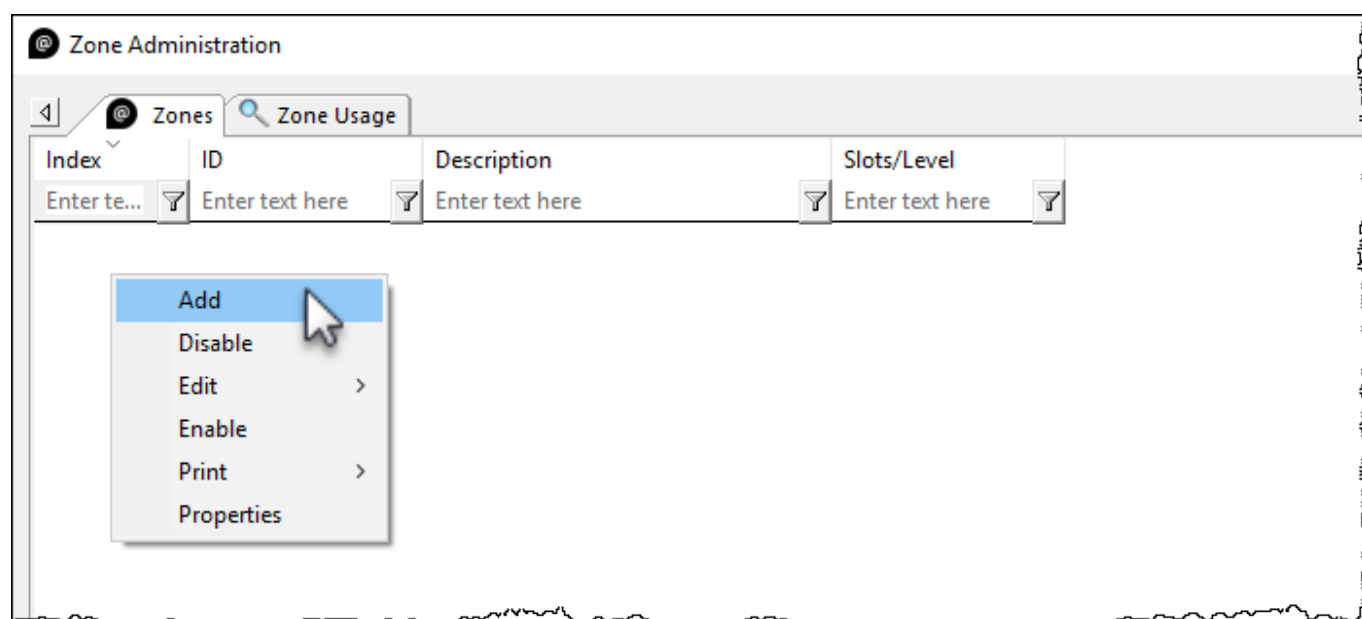 Zone Administration
Zones Zone Usage
Index ID Description Slots/Level
Enter te... Enter text here Enter text here Enter text here
Add
Disable
Edit
Enable
Print
Properties